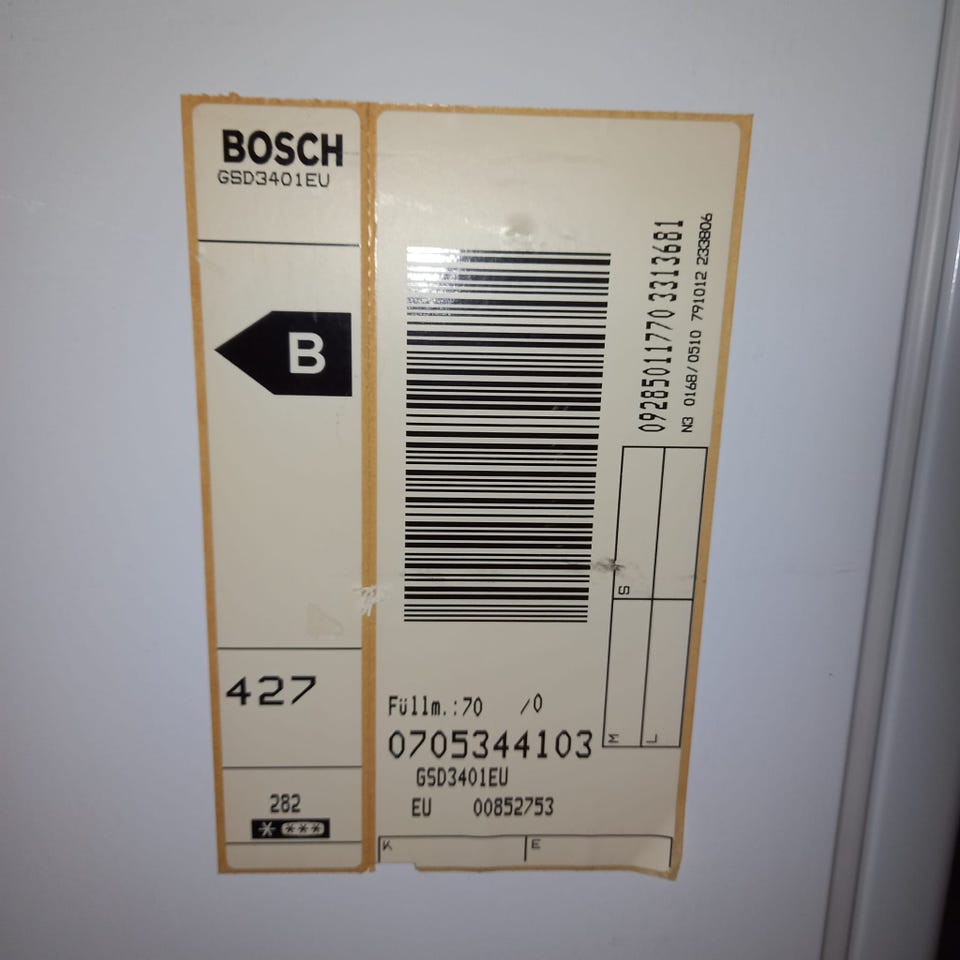 BOSCH
GSD3401EU
B
427
282
* ***
09285011770 3313681
N3 0168/0510 791012 233806
S
M
L
Füllm.:70 /0
0705344103
GSD3401EU
EU 00852753
K
E